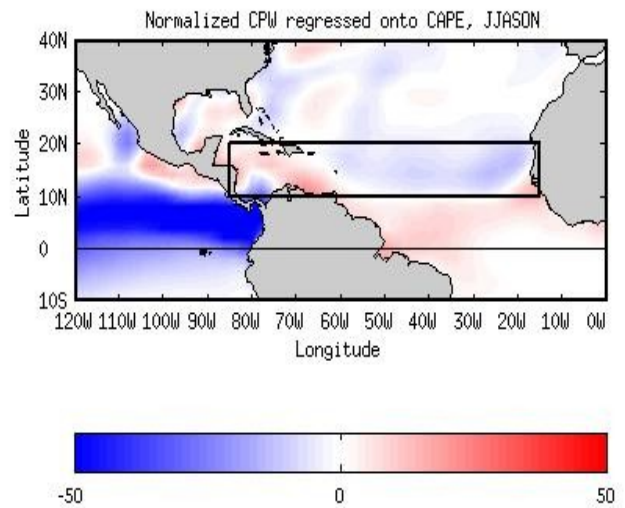 Normalized CPW regressed onto CAPE, JJASON
40N
30N
20N
10N
0
10S
Latitude
120W 110W 100W 90W 80W 70W 60W 50W 40W 30W 20W 10W 0W
Longitude
-50 0 50